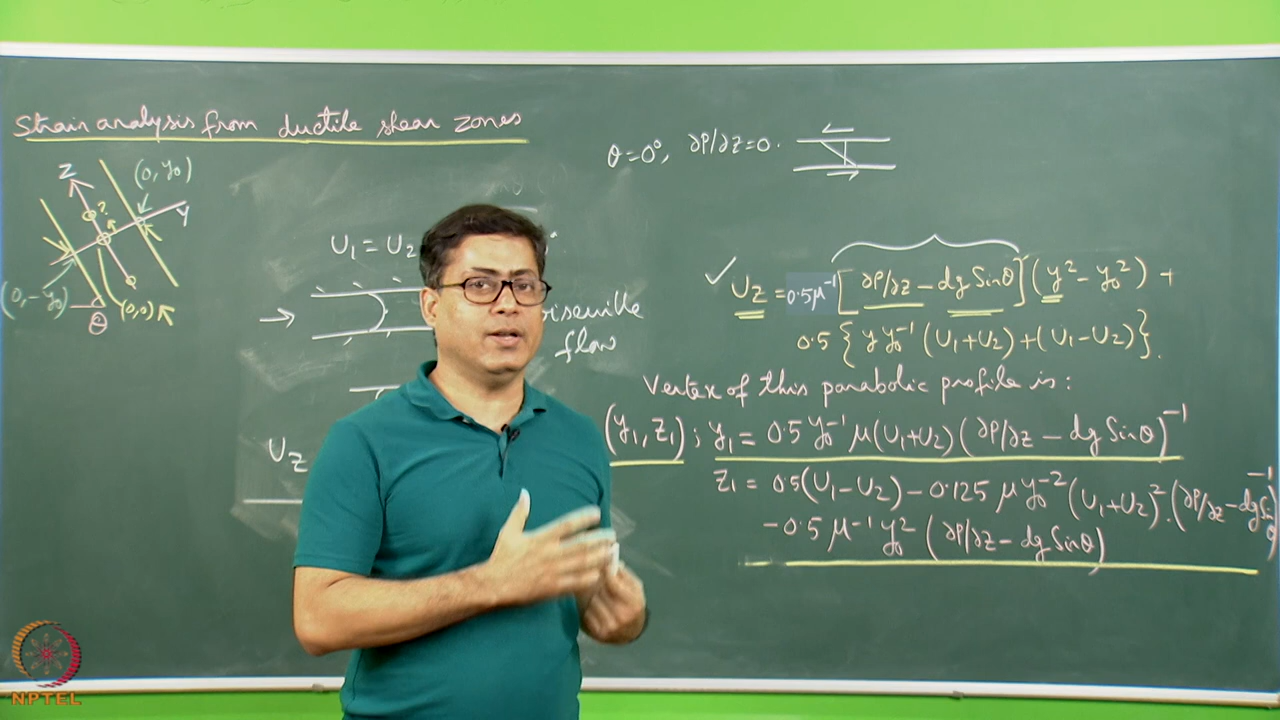 Strain analysis from ductile shear zones
Z
(0, y₀)
?
Y
(0, -y₀)
(0,0)
θ
θ=0°, ∂P/∂z=0.
U₁ = U₂
Poiseuille
flow
U_z
✓ U_z = 0.5μ⁻¹[∂P/∂z - dg Sinθ](y² - y₀²) +
0.5 { y y₀⁻¹ (U₁+U₂)+(U₁-U₂)}.
Vertex of this parabolic profile is:
(y₁, z₁) ; y₁ = 0.5 y₀⁻¹ μ(U₁+U₂)(∂P/∂z - dg Sinθ)⁻¹
z₁ = 0.5(U₁-U₂) - 0.125 μ y₀⁻² (U₁+U₂)². (∂P/∂z - dg Sinθ)⁻¹
- 0.5 μ⁻¹ y₀² (∂P/∂z - dg Sinθ)
NPTEL